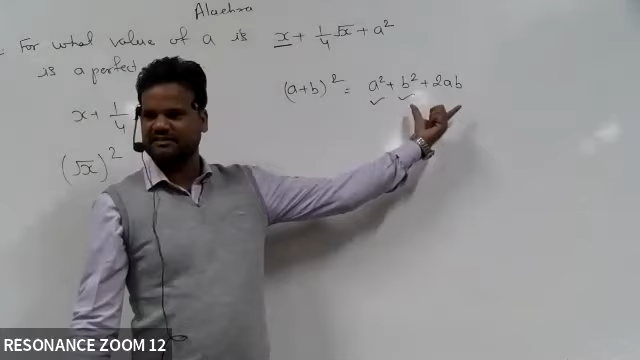 Algebra
For what value of a is x + 1/4 √x + a²
is a perfect
(a+b)² = a² + b² + 2ab
x + 1/4
(√x)²
RESONANCE ZOOM 12